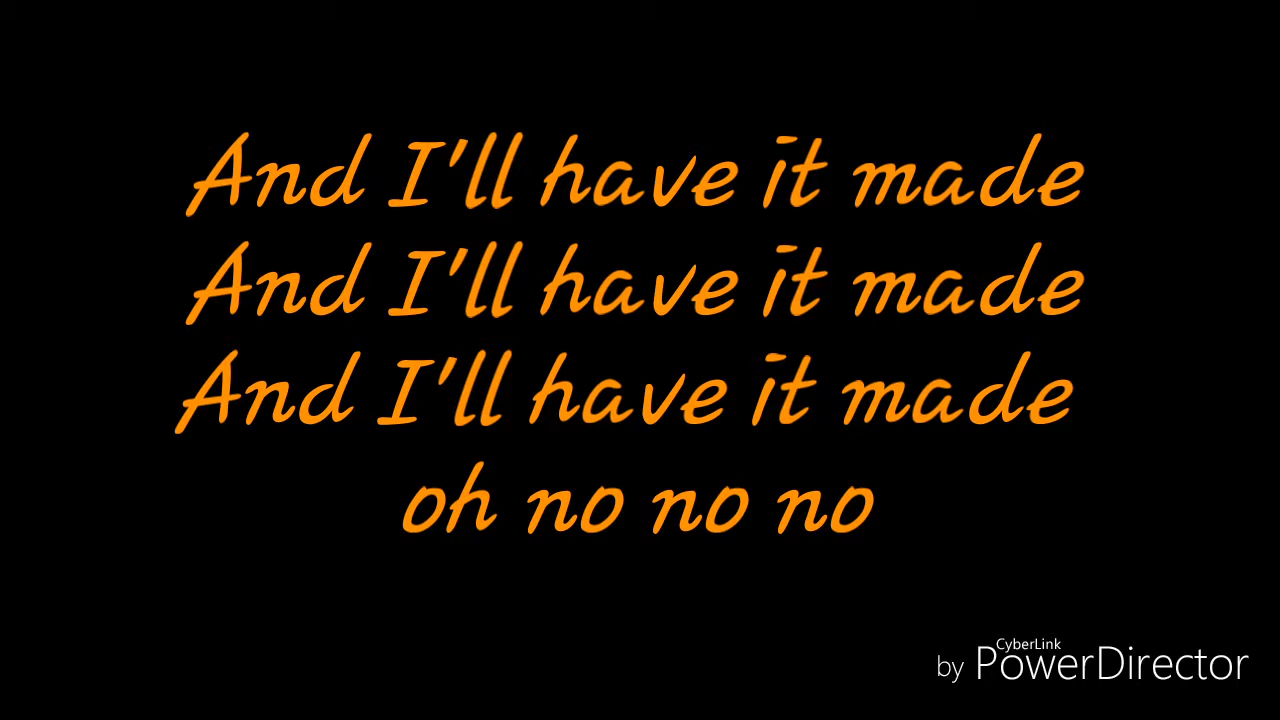 And I'll have it made
And I'll have it made
And I'll have it made
oh no no no
CyberLink
by PowerDirector